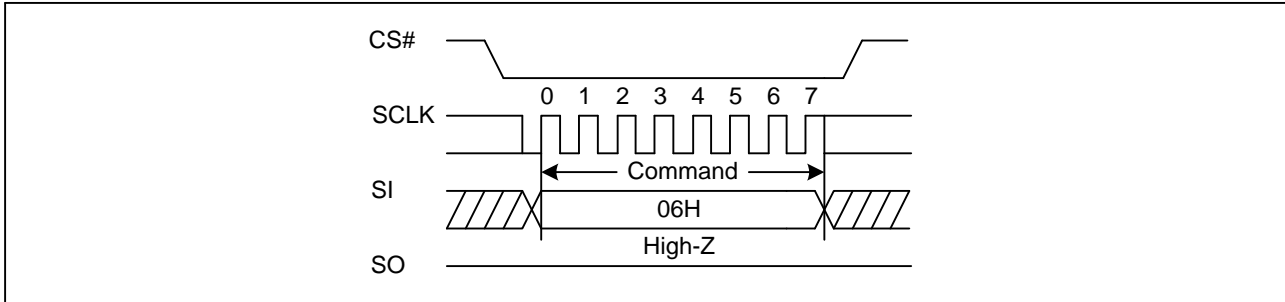 CS#
0 1 2 3 4 5 6 7
SCLK
Command
SI
06H
High-Z
SO